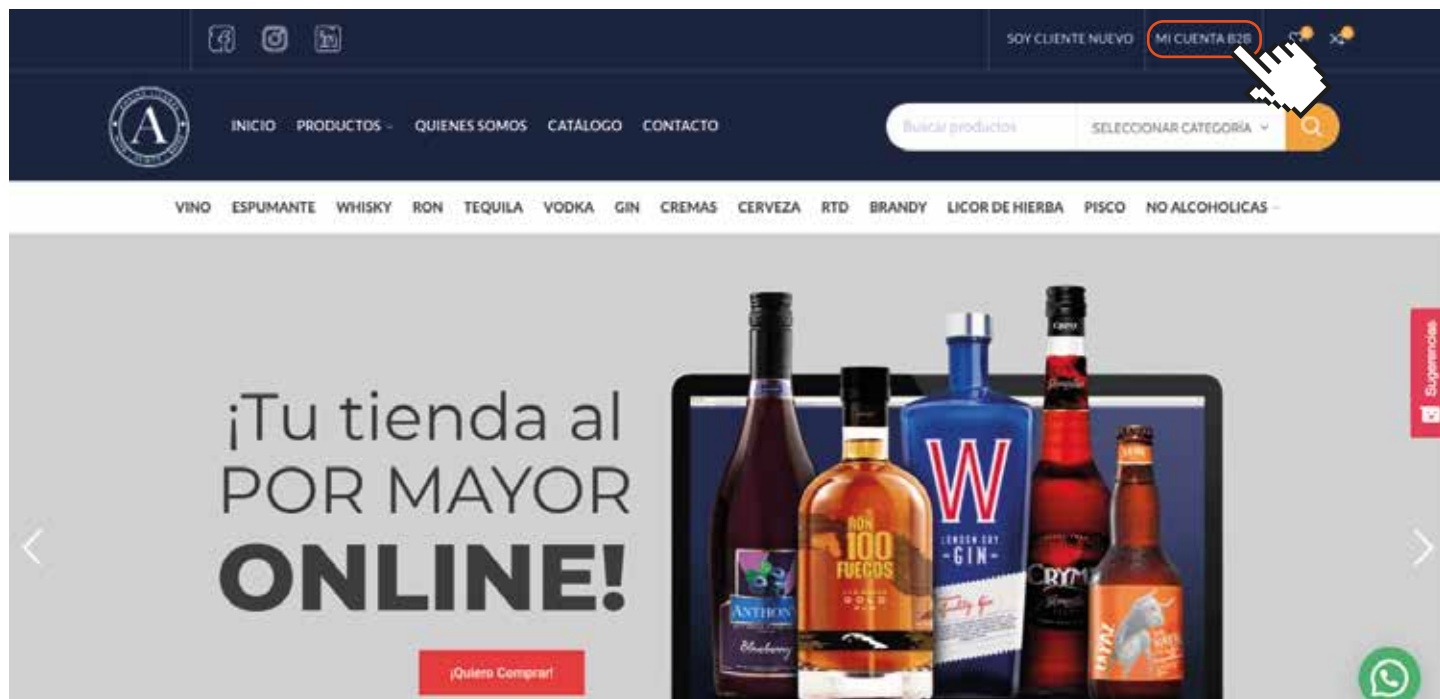 SOY CLIENTE NUEVO
MI CUENTA B2B
A
INICIO PRODUCTOS QUIENES SOMOS CATÁLOGO CONTACTO
Buscar productos
SELECCIONAR CATEGORÍA
VINO ESPUMANTE WHISKY RON TEQUILA VODKA GIN CREMAS CERVEZA RTD BRANDY LICOR DE HIERBA PISCO NO ALCOHOLICAS
Sugerencias
¡Tu tienda al
POR MAYOR
ONLINE!
¡Quiero Comprar!
Blueberry
RON
100
FUEGOS
GOLD
W
LONDON DRY
-GIN-